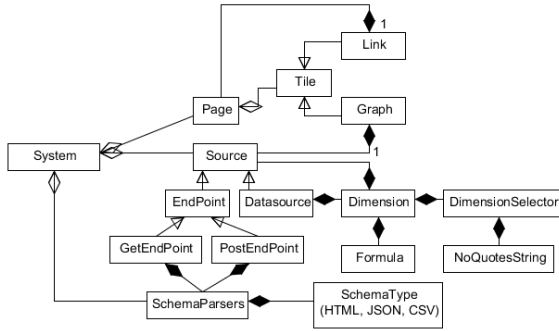 1
Link
Tile
Page
Graph
1
System
Source
EndPoint
Datasource
Dimension
DimensionSelector
GetEndPoint
PostEndPoint
Formula
NoQuotesString
SchemaParsers
SchemaType
(HTML, JSON, CSV)